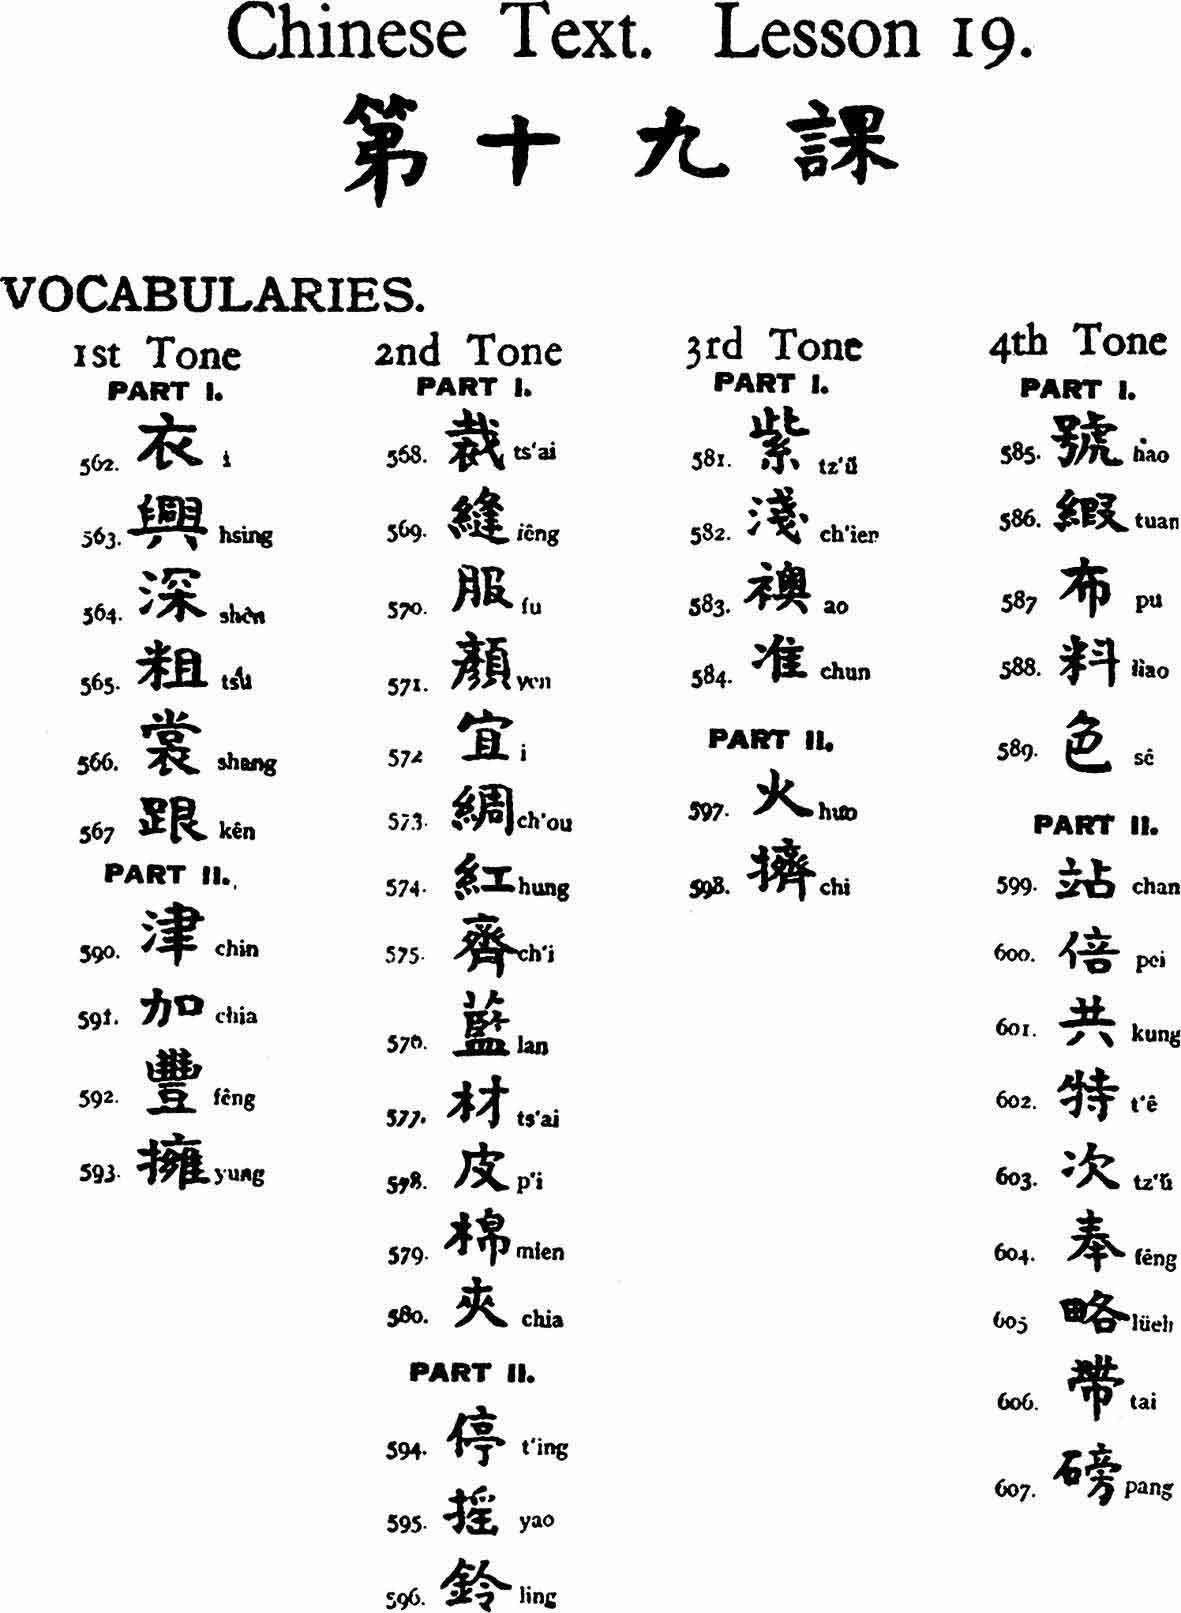 Chinese Text. Lesson 19.
第十九課
VOCABULARIES.
1st Tone
PART I.
562. 衣 i
563. 興 hsing
564. 深 shên
565. 粗 ts'u
566. 裳 shang
567 跟 kên
PART II.
590. 津 chin
591. 加 chia
592. 豐 fêng
593. 擁 yung
2nd Tone
PART I.
568. 裁 ts'ai
569. 縫 fêng
570. 服 fu
571. 顏 yen
572 宜 i
573. 綢 ch'ou
574. 紅 hung
575. 齊 ch'i
576. 藍 lan
577. 材 ts'ai
578. 皮 p'i
579. 棉 mien
580. 夾 chia
PART II.
594. 停 t'ing
595. 摇 yao
596. 鈴 ling
3rd Tone
PART I.
581. 紫 tz'ŭ
582. 淺 ch'ien
583. 襖 ao
584. 准 chun
PART II.
597. 火 huo
598. 擠 chi
4th Tone
PART I.
585. 號 hao
586. 緞 tuan
587 布 pu
588. 料 liao
589. 色 sê
PART II.
599. 站 chan
600. 倍 pei
601. 共 kung
602. 特 t'ê
603. 次 tz'ŭ
604. 奉 fêng
605 略 lüeh
606. 帶 tai
607. 磅 pang